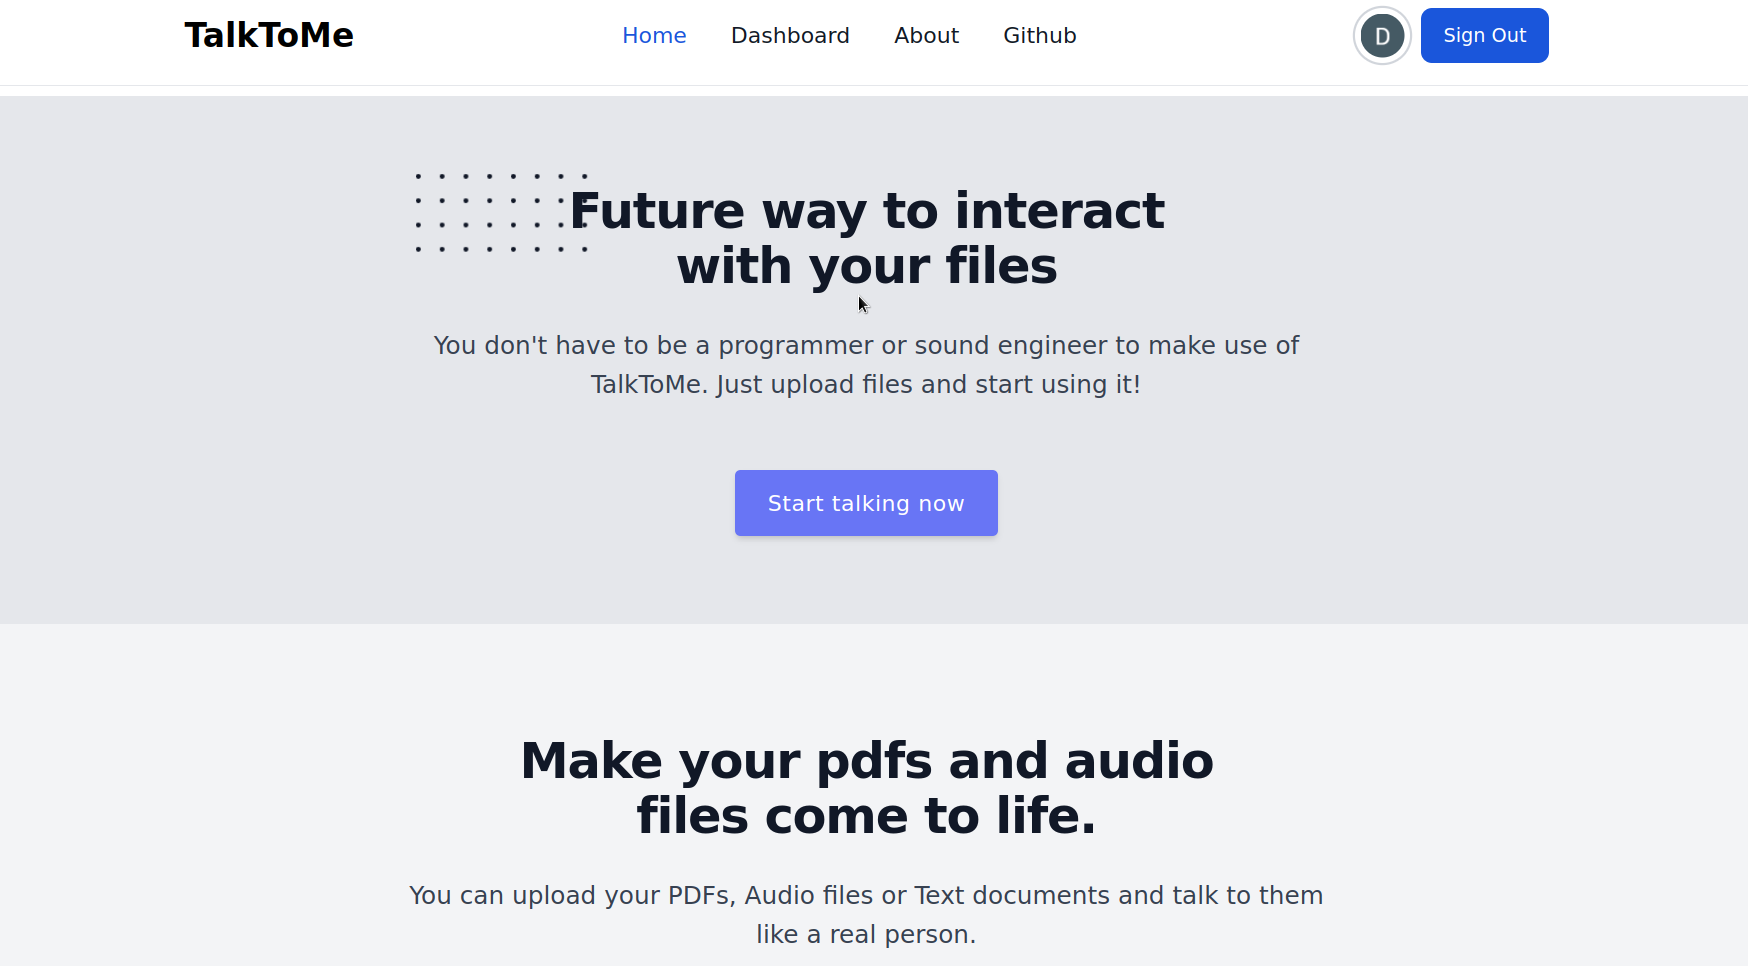 TalkToMe
Home
Dashboard
About
Github
D
Sign Out
Future way to interact
with your files
You don't have to be a programmer or sound engineer to make use of
TalkToMe. Just upload files and start using it!
Start talking now
Make your pdfs and audio
files come to life.
You can upload your PDFs, Audio files or Text documents and talk to them
like a real person.